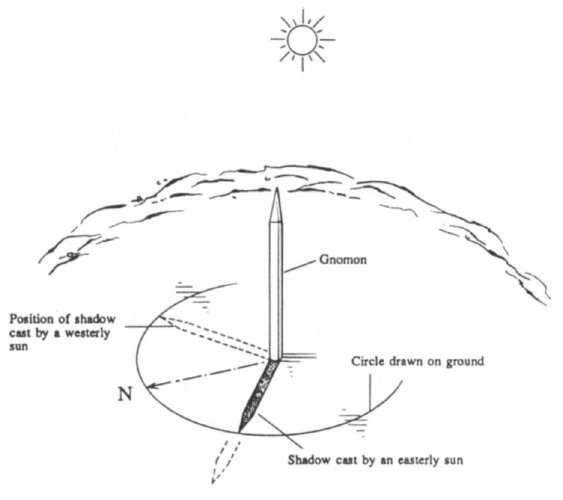 Gnomon
Position of shadow
cast by a westerly
sun
Circle drawn on ground
N
Shadow cast by an easterly sun